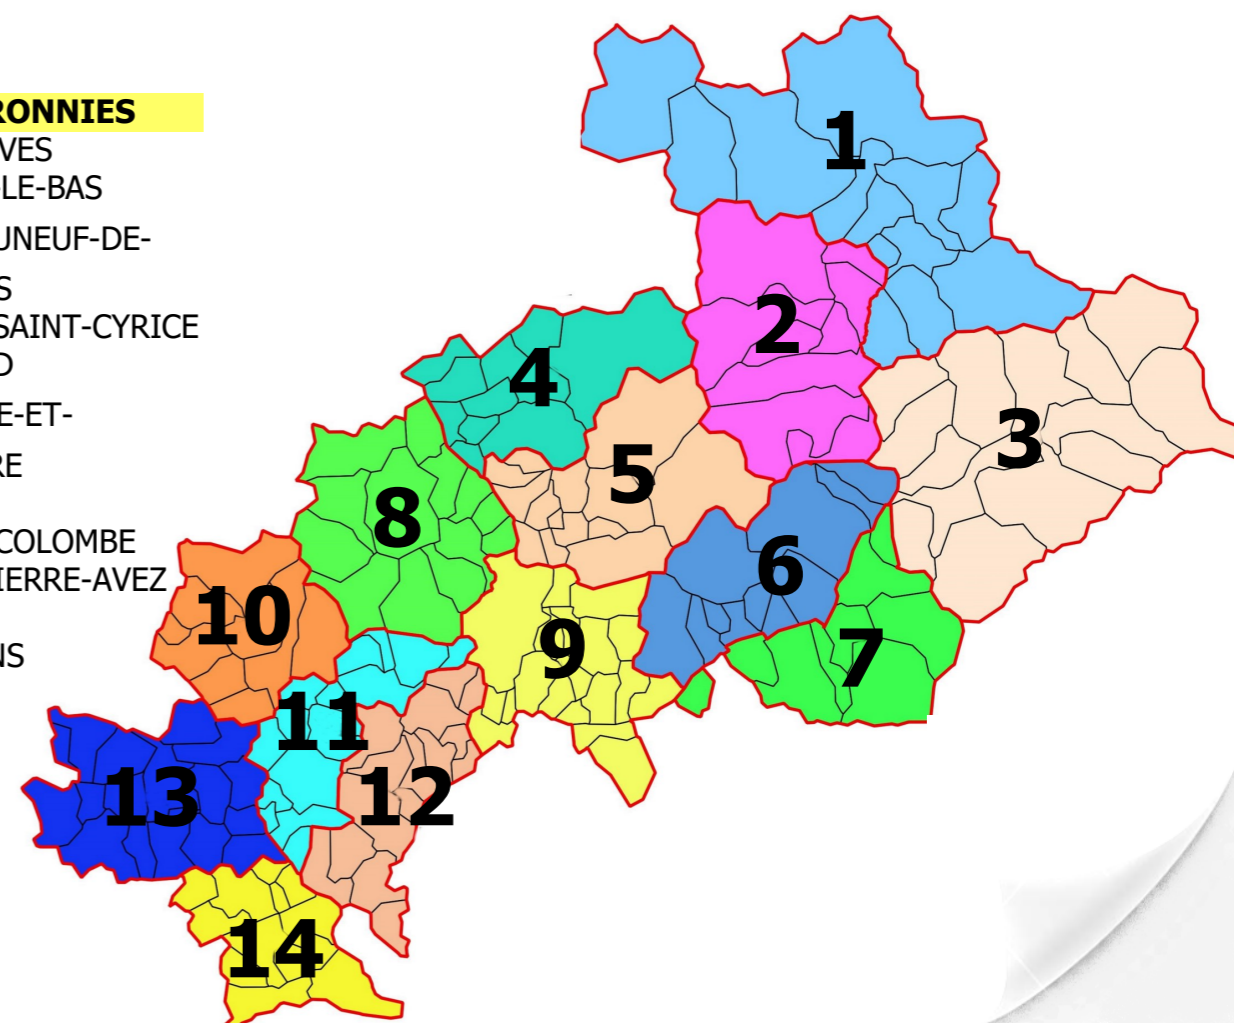 RONNIES
VES
-LE-BAS
UNEUF-DE-
S
SAINT-CYRICE
D
E-ET-
RE
COLOMBE
IERRE-AVEZ
NS
1
2
3
4
5
6
7
8
9
10
11
12
13
14